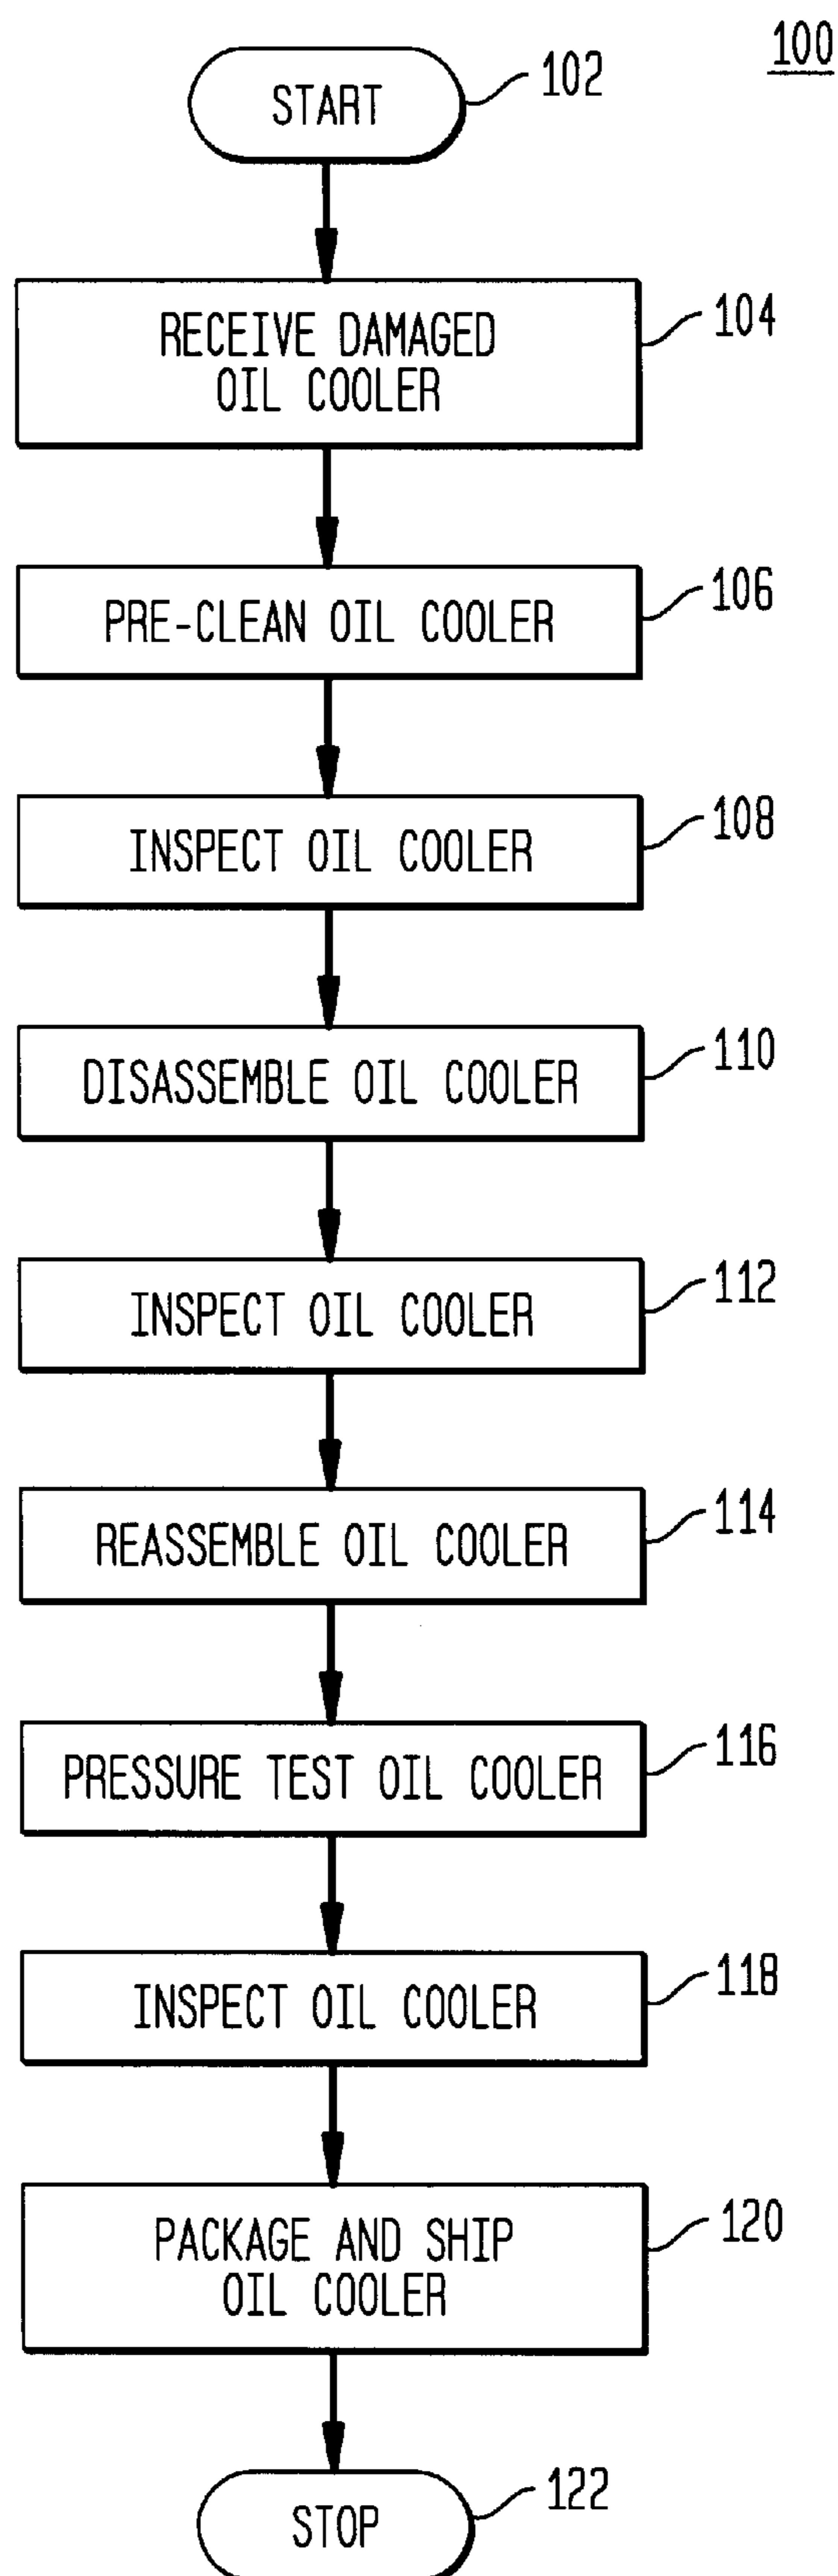 100
START
102
RECEIVE DAMAGED
OIL COOLER
104
PRE-CLEAN OIL COOLER
106
INSPECT OIL COOLER
108
DISASSEMBLE OIL COOLER
110
INSPECT OIL COOLER
112
REASSEMBLE OIL COOLER
114
PRESSURE TEST OIL COOLER
116
INSPECT OIL COOLER
118
PACKAGE AND SHIP
OIL COOLER
120
STOP
122